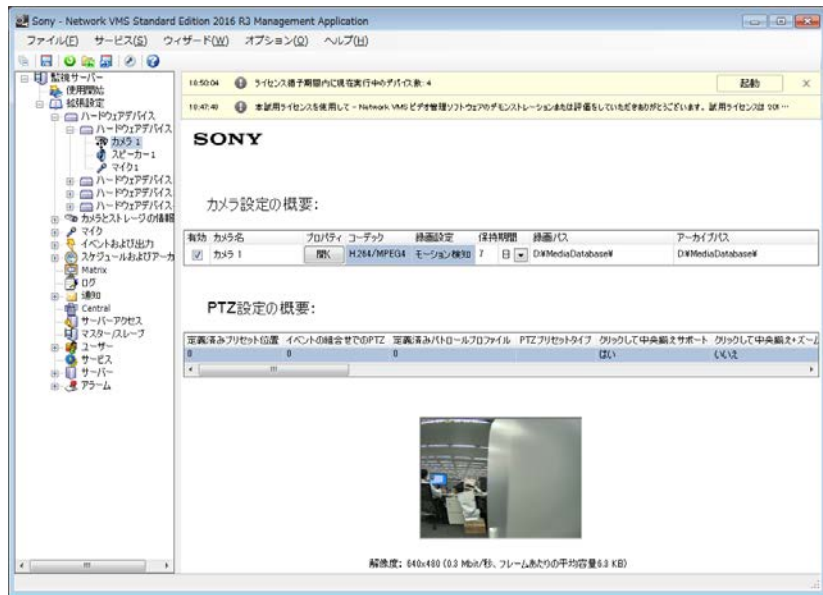 Sony - Network VMS Standard Edition 2016 R3 Management Application
ファイル(F) サービス(S) ウィザード(W) オプション(O) ヘルプ(H)
監視サーバー
使用開始
拡張設定
ハードウェアデバイス
ハードウェアデバイス
カメラ 1
スピーカー1
マイク1
ハードウェアデバイス
ハードウェアデバイス
ハードウェアデバイス
カメラとストレージの情報
マイク
イベントおよび出力
スケジュールおよびアーカ
Matrix
ログ
通知
Central
サーバーアクセス
マスター/スレーブ
ユーザー
サービス
サーバー
アラーム
10:50:04 ライセンス猶予期間内に現在実行中のデバイス数: 4 起動
10:47:40 本試用ライセンスを使用して - Network VMS ビデオ管理ソフトウェアのデモンストレーションまたは評価をしていただきありがとうございます。試用ライセンスは
SONY
カメラ設定の概要:
有効 カメラ名 プロパティ コーデック 録画設定 保持期間 録画パス アーカイブパス
カメラ 1 開く H.264/MPEG4 モーション検知 7 日 D:¥MediaDatabase¥ D:¥MediaDatabase¥
PTZ設定の概要:
定義済みプリセット位置 イベントの組合せでのPTZ 定義済みパトロールプロファイル PTZプリセットタイプ クリックして中央揃えサポート クリックして中央揃え+ズーム
0 0 0 はい いいえ
解像度: 640x480 (0.3 Mbit/秒、フレームあたりの平均容量6.3 KB)